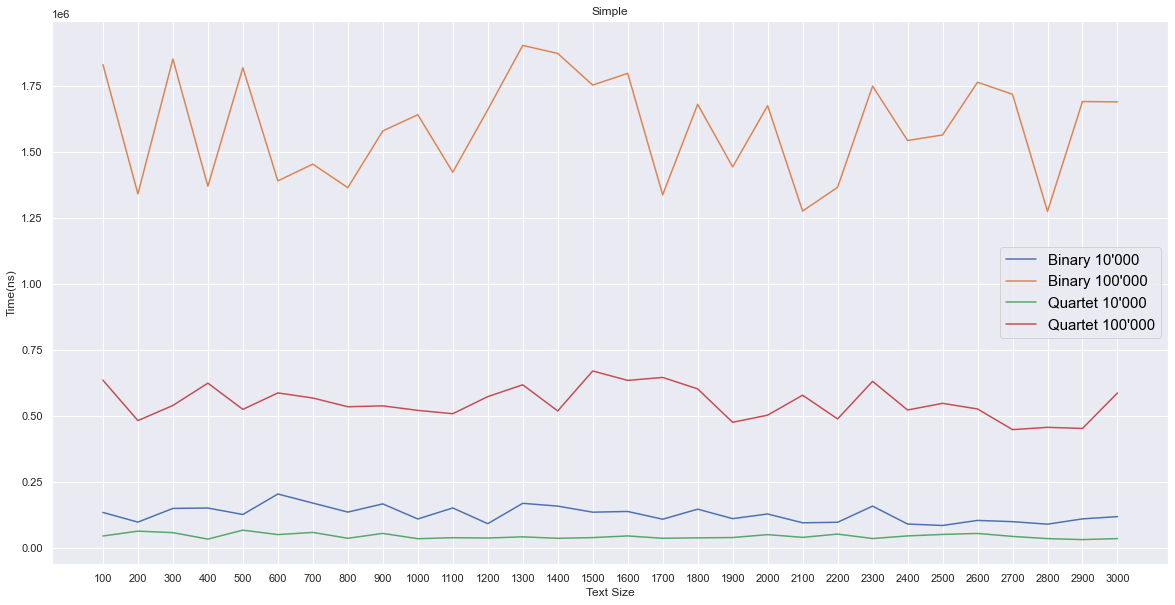 Simple
1e6
1.75
1.50
1.25
1.00
0.75
0.50
0.25
0.00
Time(ns)
Binary 10'000
Binary 100'000
Quartet 10'000
Quartet 100'000
100 200 300 400 500 600 700 800 900 1000 1100 1200 1300 1400 1500 1600 1700 1800 1900 2000 2100 2200 2300 2400 2500 2600 2700 2800 2900 3000
Text Size